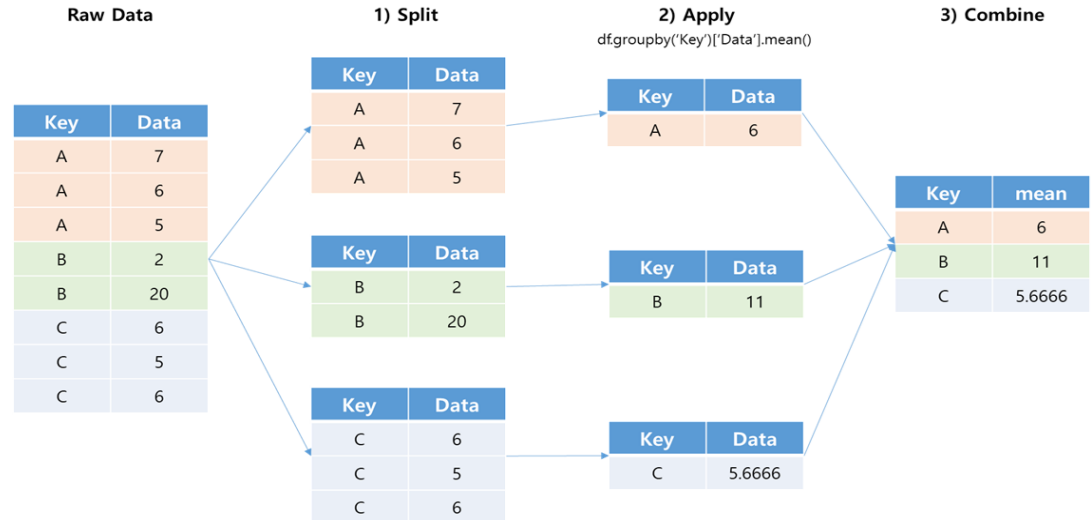 Raw Data
Key Data
A 7
A 6
A 5
B 2
B 20
C 6
C 5
C 6
1) Split
Key Data
A 7
A 6
A 5
Key Data
B 2
B 20
Key Data
C 6
C 5
C 6
2) Apply
df.groupby(‘Key’)[‘Data’].mean()
Key Data
A 6
Key Data
B 11
Key Data
C 5.6666
3) Combine
Key mean
A 6
B 11
C 5.6666